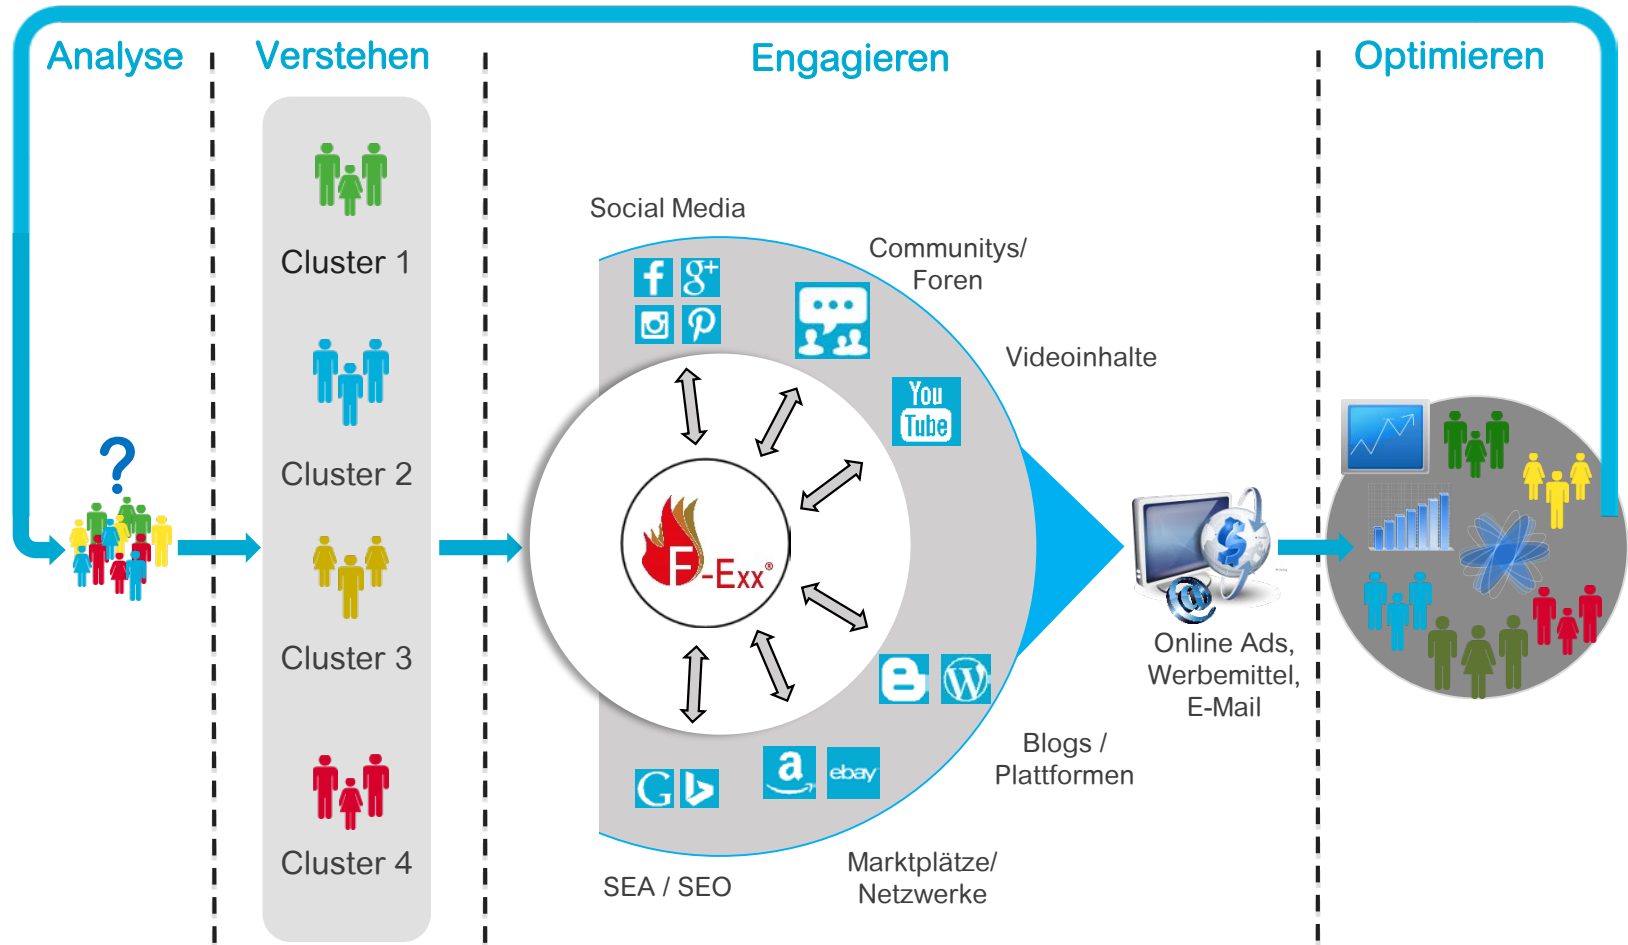 Analyse
Verstehen
Engagieren
Optimieren
Cluster 1
Cluster 2
Cluster 3
Cluster 4
?
Social Media
f
g+
Communitys/
Foren
Videoinhalte
You
Tube
F-Exx®
$
@
Online Ads,
Werbemittel,
E-Mail
B
W
Blogs /
Plattformen
a
ebay
G
b
Marktplätze/
Netzwerke
SEA / SEO